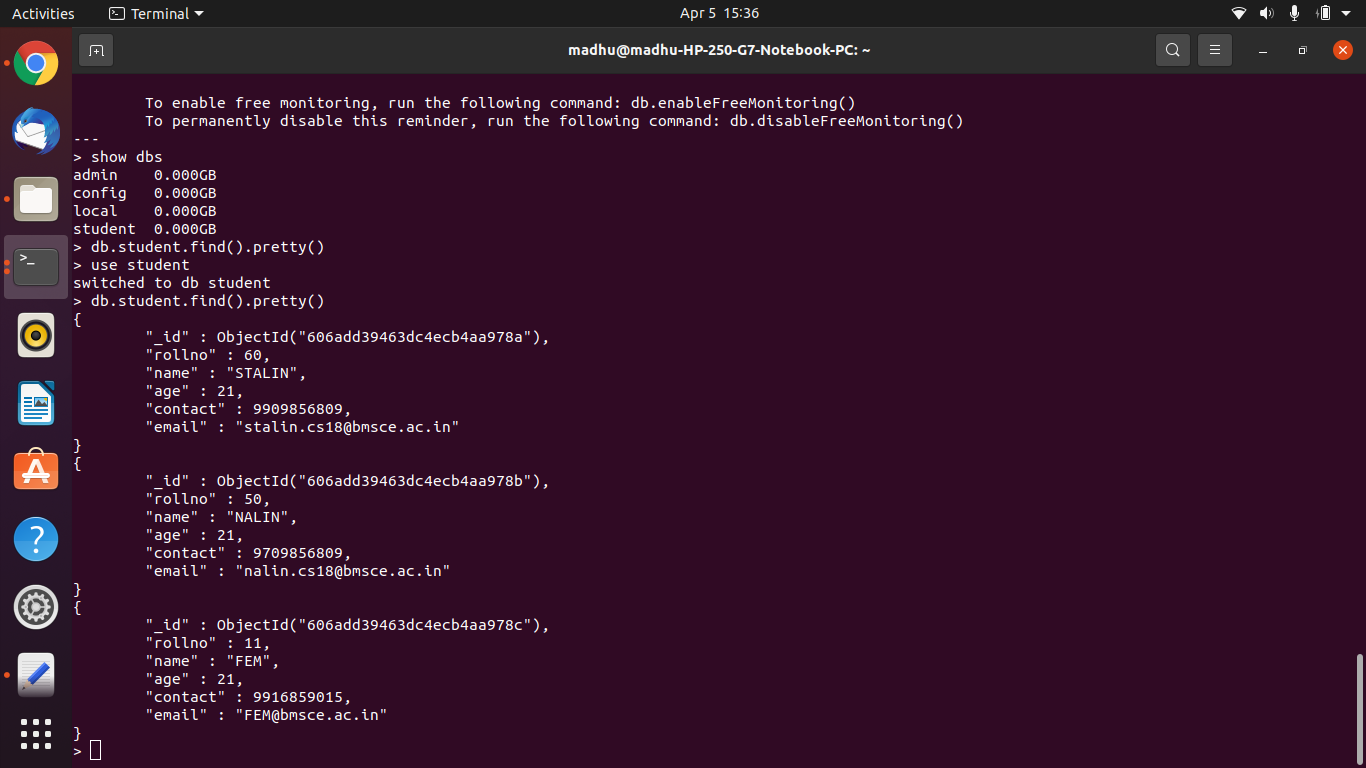 Activities Terminal Apr 5 15:36
madhu@madhu-HP-250-G7-Notebook-PC: ~
To enable free monitoring, run the following command: db.enableFreeMonitoring()
To permanently disable this reminder, run the following command: db.disableFreeMonitoring()
---
> show dbs
admin 0.000GB
config 0.000GB
local 0.000GB
student 0.000GB
> db.student.find().pretty()
> use student
switched to db student
> db.student.find().pretty()
{
"_id" : ObjectId("606add39463dc4ecb4aa978a"),
"rollno" : 60,
"name" : "STALIN",
"age" : 21,
"contact" : 9909856809,
"email" : "stalin.cs18@bmsce.ac.in"
}
{
"_id" : ObjectId("606add39463dc4ecb4aa978b"),
"rollno" : 50,
"name" : "NALIN",
"age" : 21,
"contact" : 9709856809,
"email" : "nalin.cs18@bmsce.ac.in"
}
{
"_id" : ObjectId("606add39463dc4ecb4aa978c"),
"rollno" : 11,
"name" : "FEM",
"age" : 21,
"contact" : 9916859015,
"email" : "FEM@bmsce.ac.in"
}
>